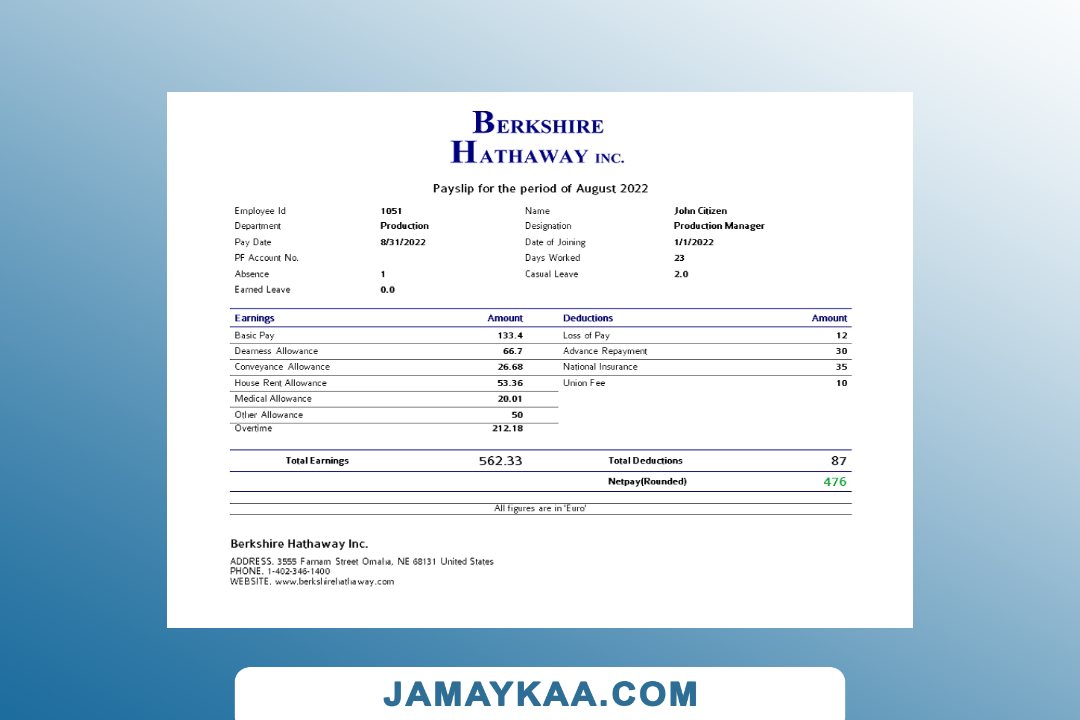 BERKSHIRE
HATHAWAY INC.
Payslip for the period of August 2022
Employee Id 1051 Name John Citizen
Department Production Designation Production Manager
Pay Date 8/31/2022 Date of Joining 1/1/2022
PF Account No. Days Worked 23
Absence 1 Casual Leave 2.0
Earned Leave 0.0
Earnings Amount Deductions Amount
Basic Pay 133.4 Loss of Pay 12
Dearness Allowance 66.7 Advance Repayment 30
Conveyance Allowance 26.68 National Insurance 35
House Rent Allowance 53.36 Union Fee 10
Medical Allowance 20.01
Other Allowance 50
Overtime 212.18
Total Earnings 562.33 Total Deductions 87
Netpay(Rounded) 476
All figures are in 'Euro'
Berkshire Hathaway Inc.
ADDRESS. 3555 Farnam Street Omaha, NE 68131 United States
PHONE. 1-402-346-1400
WEBSITE. www.berkshirehathaway.com
JAMAYKAA.COM